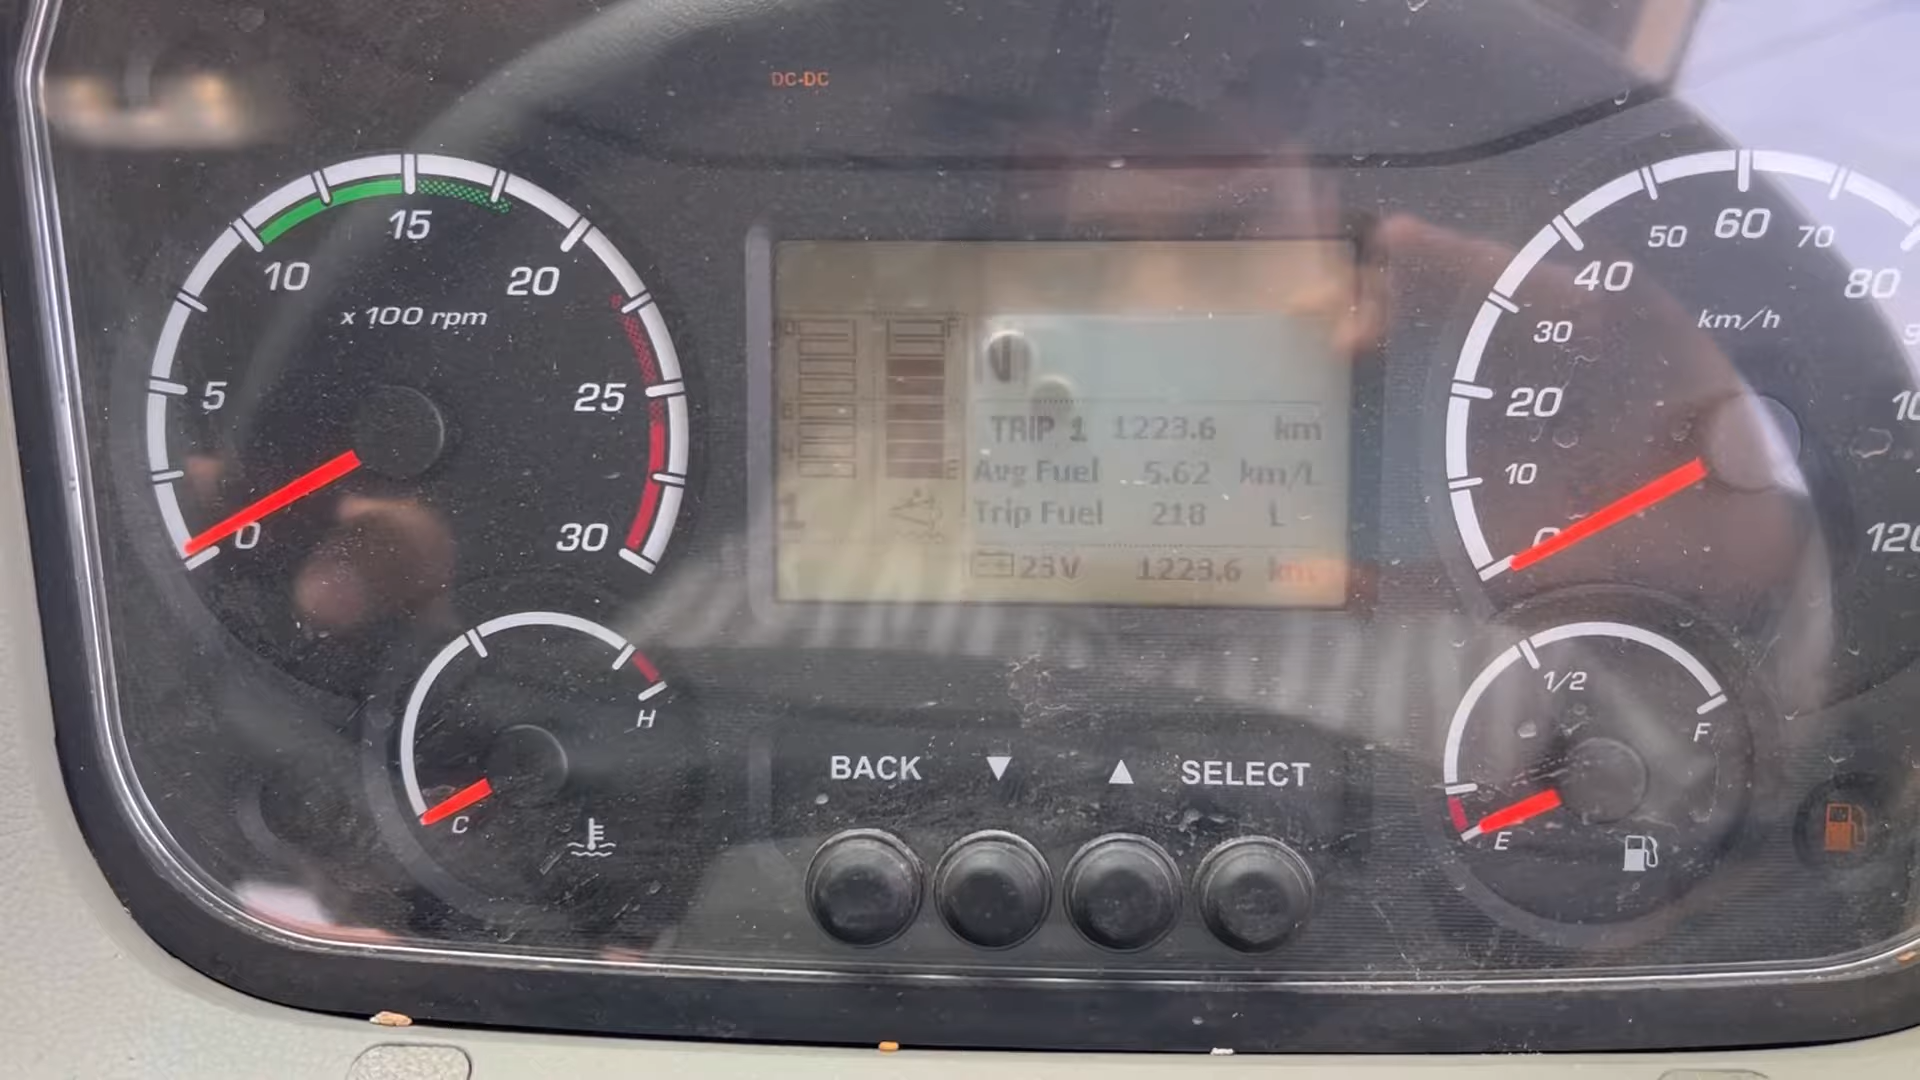 DC-DC
5
10
15
20
25
30
0
x 100 rpm
TRIP 1 1223.6 km
Avg Fuel 5.62 km/L
Trip Fuel 218 L
23V 1223.6 km
1
F
E
10
20
30
40
50
60
70
80
120
km/h
C
H
BACK ▼ ▲ SELECT
E
1/2
F